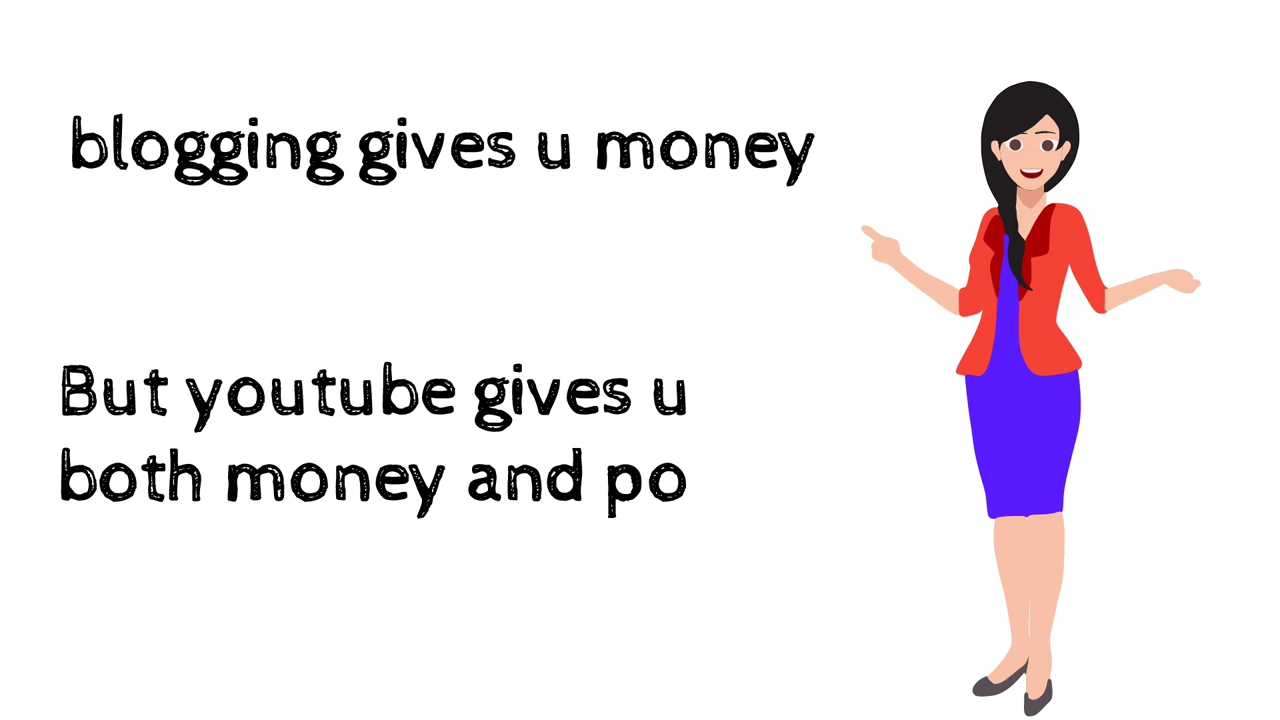 blogging gives u money
But youtube gives u
both money and po